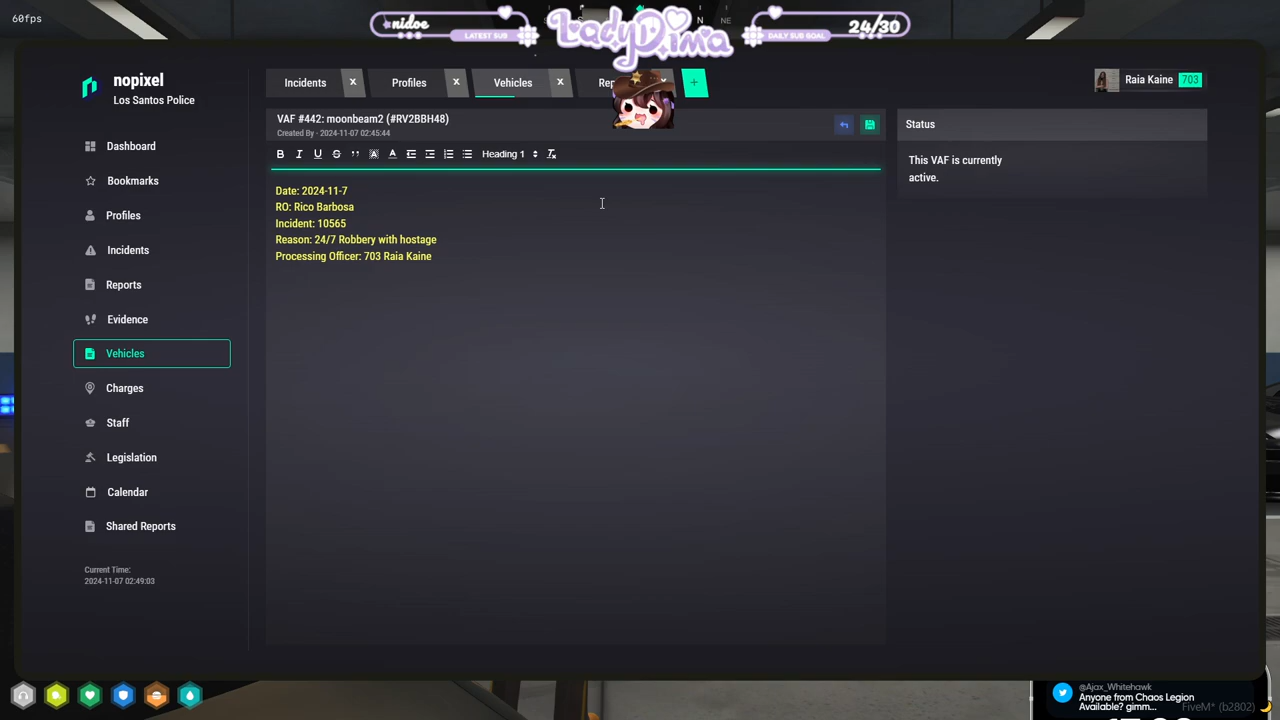 60fps
nidoe
LATEST SUB
LadyDima
24/30
DAILY SUB GOAL
N
NE
nopixel
Los Santos Police
Incidents
Profiles
Vehicles
Rep
+
Raia Kaine 703
VAF #442: moonbeam2 (#RV2BBH48)
Created By · 2024-11-07 02:45:44
B I U S
Heading 1
Status
This VAF is currently
active.
Date: 2024-11-7
RO: Rico Barbosa
Incident: 10565
Reason: 24/7 Robbery with hostage
Processing Officer: 703 Raia Kaine
Dashboard
Bookmarks
Profiles
Incidents
Reports
Evidence
Vehicles
Charges
Staff
Legislation
Calendar
Shared Reports
Current Time:
2024-11-07 02:49:03
@Ajax_Whitehawk
Anyone from Chaos Legion
Available? gimm...
FiveM* (b2802)